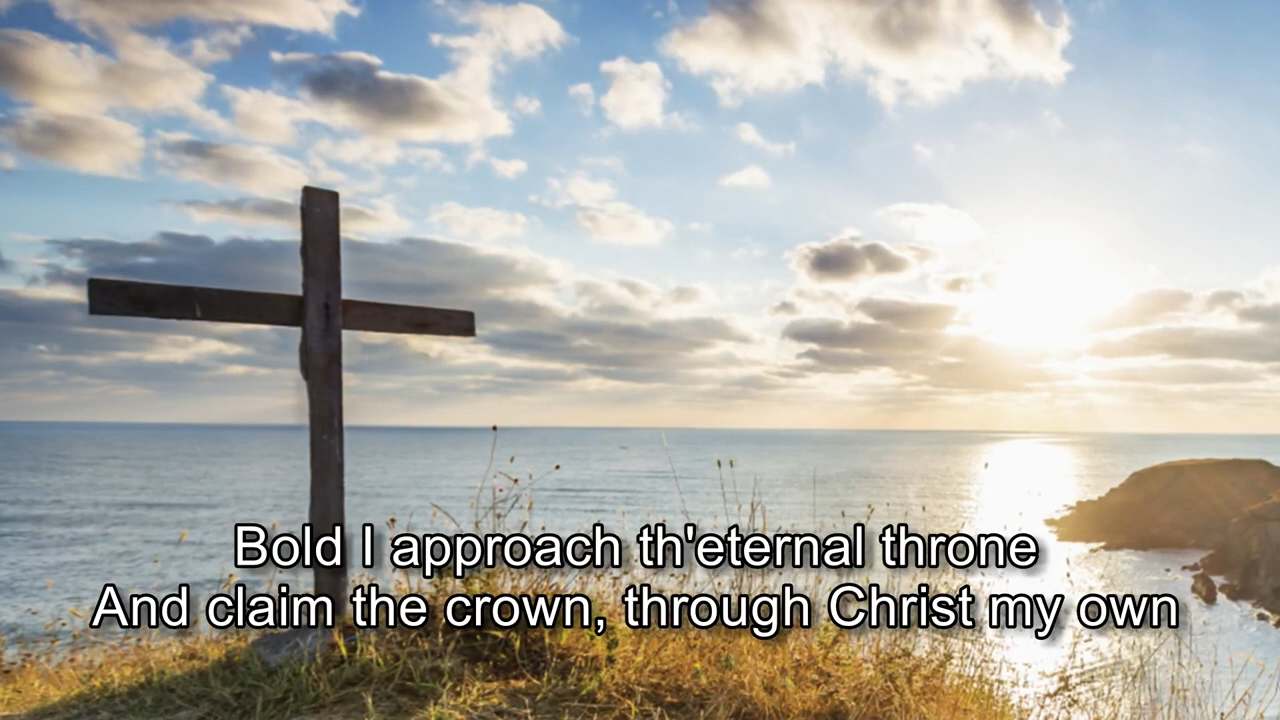 Bold I approach th'eternal throne
And claim the crown, through Christ my own